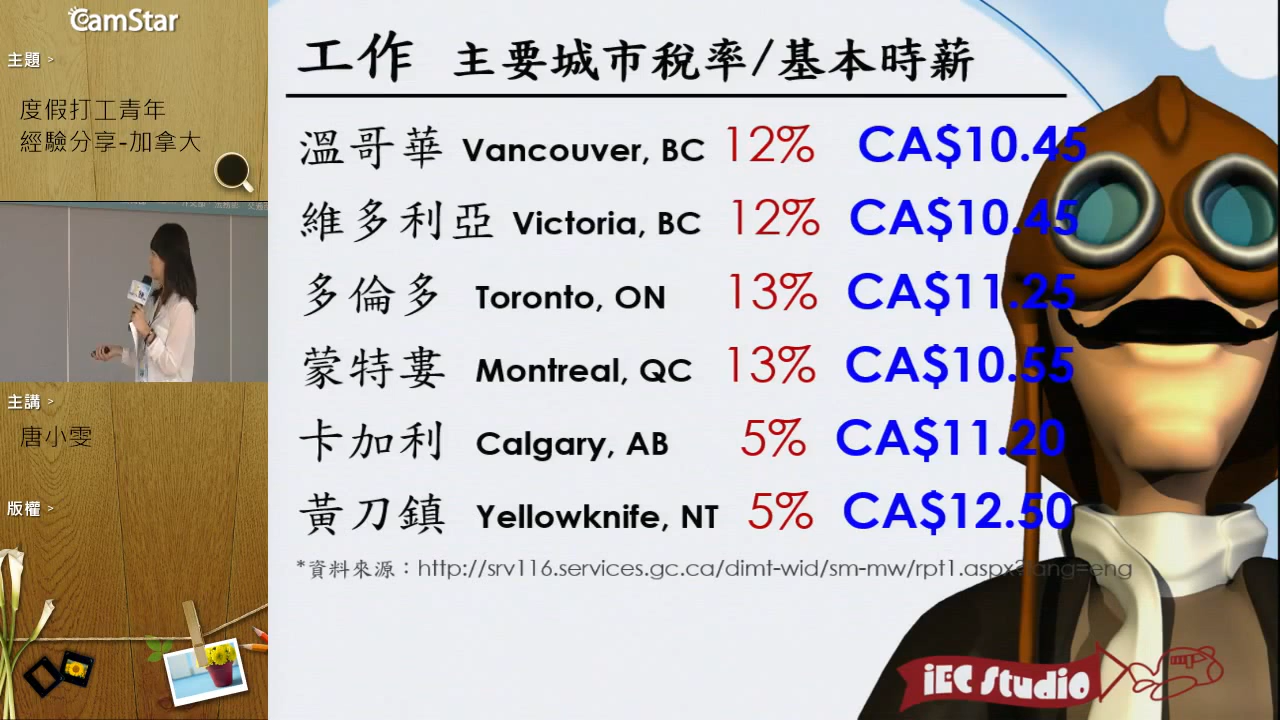 CamStar
主題 >
度假打工青年
經驗分享-加拿大
主講 >
唐小雯
版權 >
工作 主要城市稅率/基本時薪
溫哥華 Vancouver, BC 12% CA$10.45
維多利亞 Victoria, BC 12% CA$10.45
多倫多 Toronto, ON 13% CA$11.25
蒙特婁 Montreal, QC 13% CA$10.55
卡加利 Calgary, AB 5% CA$11.20
黃刀鎮 Yellowknife, NT 5% CA$12.50
*資料來源：http://srv116.services.gc.ca/dimt-wid/sm-mw/rpt1.aspx?lang=eng
iEC Studio